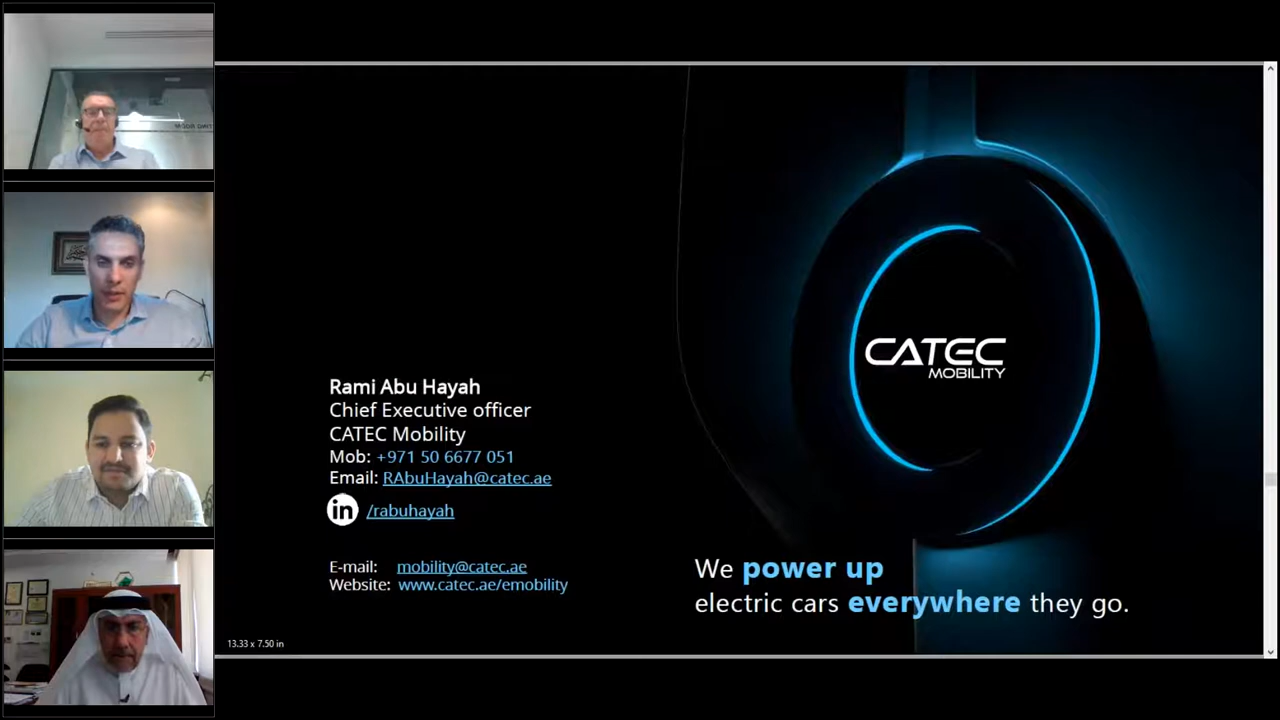 Rami Abu Hayah
Chief Executive officer
CATEC Mobility
Mob: +971 50 6677 051
Email: RAbuHayah@catec.ae
in /rabuhayah
E-mail: mobility@catec.ae
Website: www.catec.ae/emobility
13.33 x 7.50 in
CATEC
MOBILITY
We power up
electric cars everywhere they go.